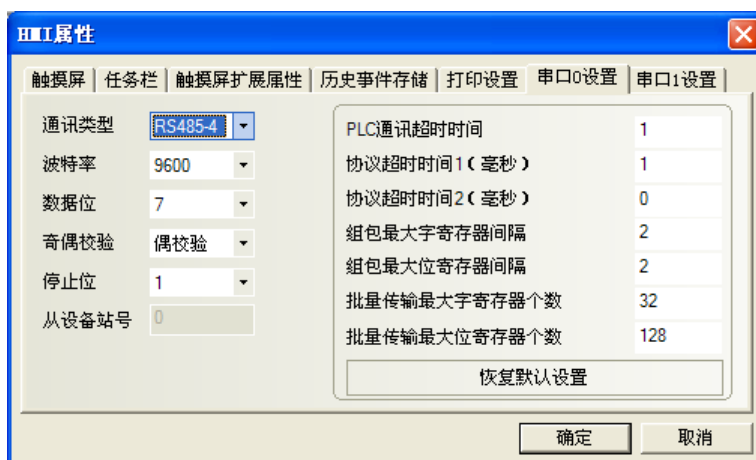 HMI属性
触摸屏 任务栏 触摸屏扩展属性 历史事件存储 打印设置 串口0设置 串口1设置
通讯类型 RS485-4
波特率 9600
数据位 7
奇偶校验 偶校验
停止位 1
从设备站号 0
PLC通讯超时时间 1
协议超时时间1(毫秒) 1
协议超时时间2(毫秒) 0
组包最大字寄存器间隔 2
组包最大位寄存器间隔 2
批量传输最大字寄存器个数 32
批量传输最大位寄存器个数 128
恢复默认设置
确定 取消